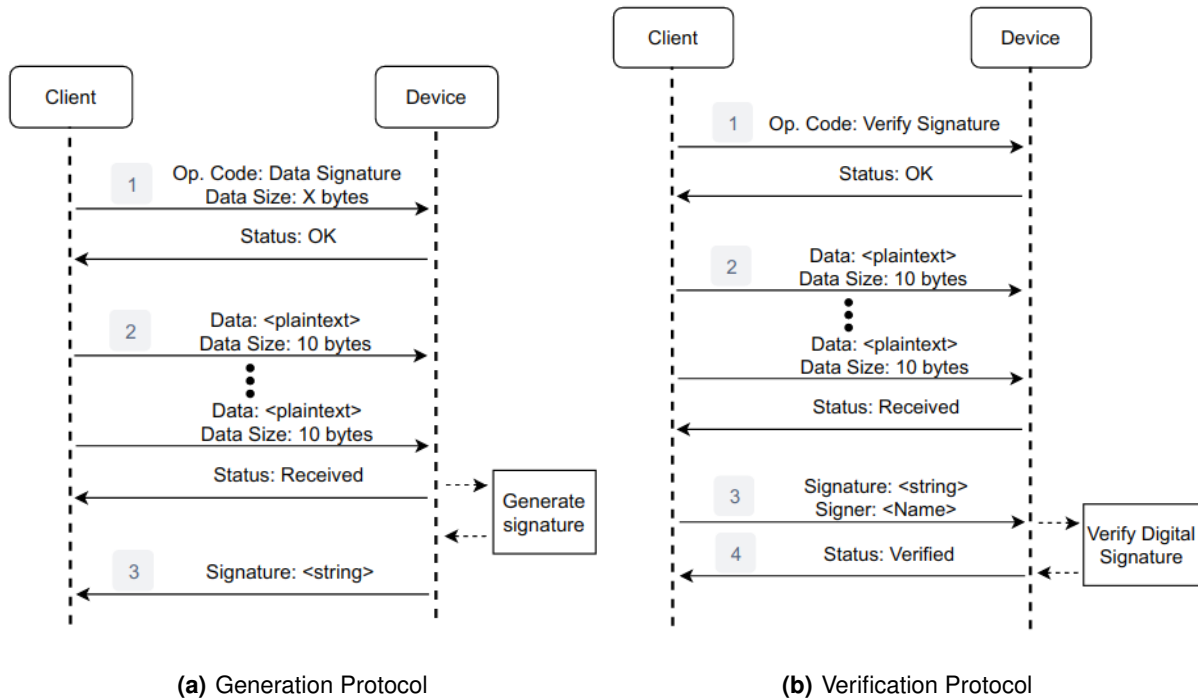 Client
Device
1
Op. Code: Data Signature
Data Size: X bytes
Status: OK
2
Data: <plaintext>
Data Size: 10 bytes
Data: <plaintext>
Data Size: 10 bytes
Status: Received
Generate
signature
3
Signature: <string>
(a) Generation Protocol
Client
Device
1
Op. Code: Verify Signature
Status: OK
2
Data: <plaintext>
Data Size: 10 bytes
Data: <plaintext>
Data Size: 10 bytes
Status: Received
3
Signature: <string>
Signer: <Name>
Verify Digital
Signature
4
Status: Verified
(b) Verification Protocol